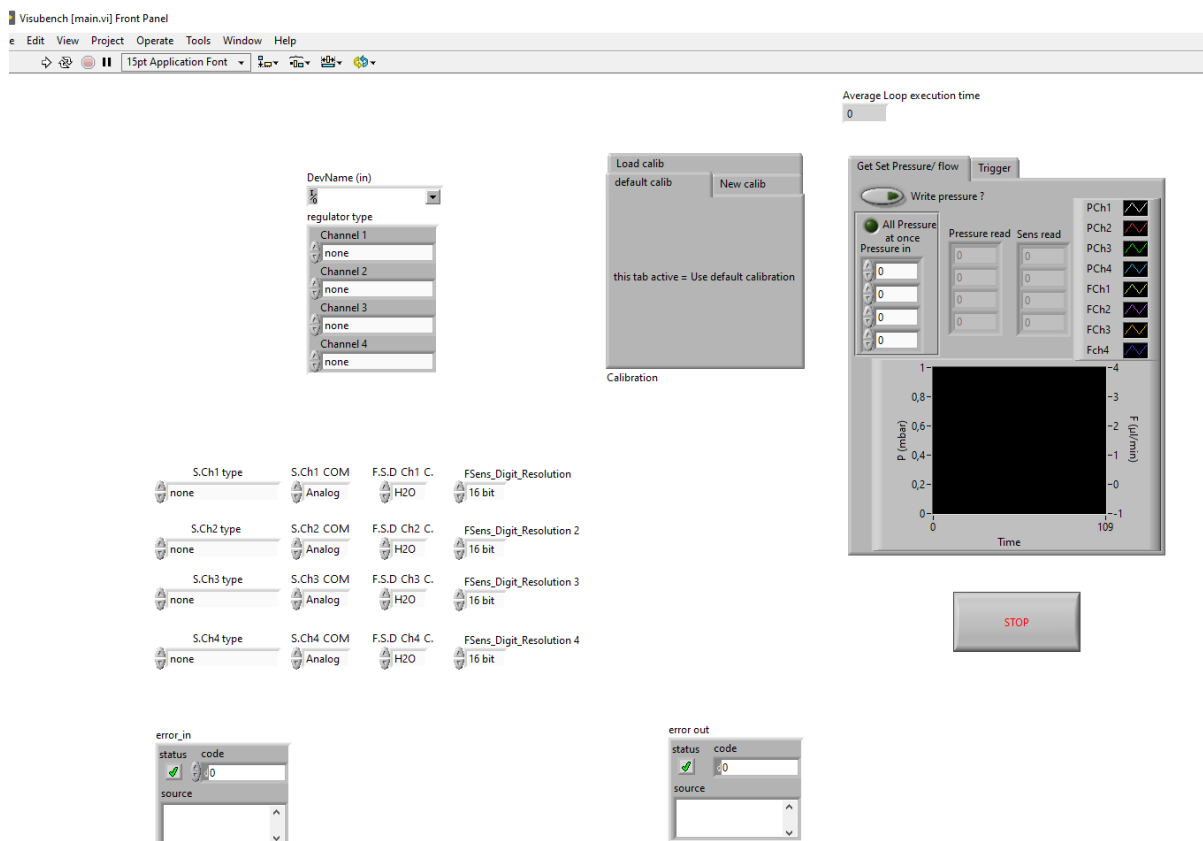 Visubench [main.vi] Front Panel
e Edit View Project Operate Tools Window Help
15pt Application Font
Average Loop execution time
0
DevName (in)
regulator type
Channel 1
none
Channel 2
none
Channel 3
none
Channel 4
none
Load calib
default calib New calib
this tab active = Use default calibration
Calibration
Get Set Pressure/ flow Trigger
Write pressure ?
All Pressure
at once
Pressure in
0
0
0
0
Pressure read Sens read
0 0
0 0
0 0
0 0
PCh1
PCh2
PCh3
PCh4
FCh1
FCh2
FCh3
Fch4
1- -4
0,8- -3
0,6- -2
0,4- -1
0,2- -0
0- --1
P (mbar)
F (µl/min)
0 109
Time
S.Ch1 type S.Ch1 COM F.S.D Ch1 C. FSens_Digit_Resolution
none Analog H2O 16 bit
S.Ch2 type S.Ch2 COM F.S.D Ch2 C. FSens_Digit_Resolution 2
none Analog H2O 16 bit
S.Ch3 type S.Ch3 COM F.S.D Ch3 C. FSens_Digit_Resolution 3
none Analog H2O 16 bit
S.Ch4 type S.Ch4 COM F.S.D Ch4 C. FSens_Digit_Resolution 4
none Analog H2O 16 bit
STOP
error_in
status code
0
source
error out
status code
0
source